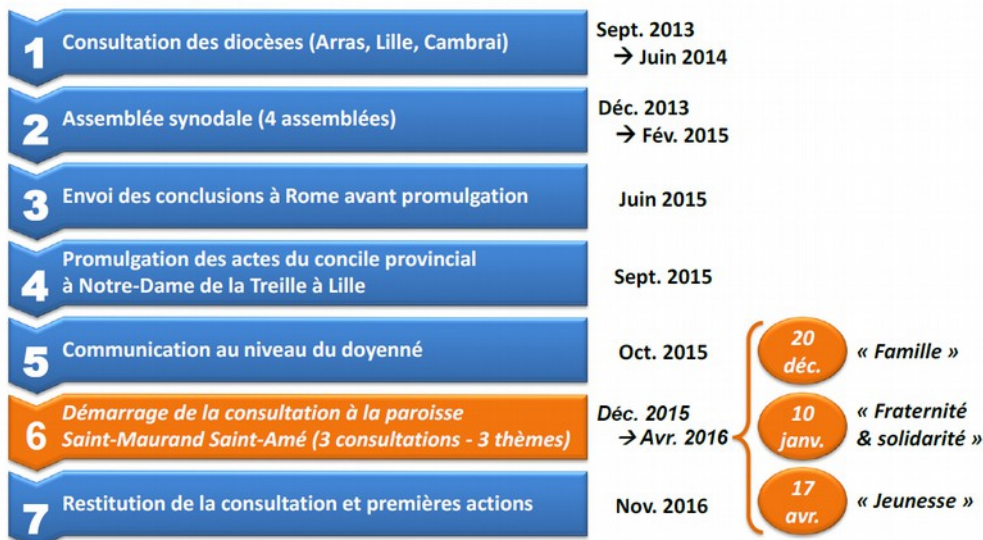 1 Consultation des diocèses (Arras, Lille, Cambrai)
Sept. 2013
→ Juin 2014
2 Assemblée synodale (4 assemblées)
Déc. 2013
→ Fév. 2015
3 Envoi des conclusions à Rome avant promulgation
Juin 2015
4 Promulgation des actes du concile provincial
à Notre-Dame de la Treille à Lille
Sept. 2015
5 Communication au niveau du doyenné
Oct. 2015
6 Démarrage de la consultation à la paroisse
Saint-Maurand Saint-Amé (3 consultations - 3 thèmes)
Déc. 2015
→ Avr. 2016
20
déc.
« Famille »
10
janv.
« Fraternité
& solidarité »
17
avr.
« Jeunesse »
7 Restitution de la consultation et premières actions
Nov. 2016